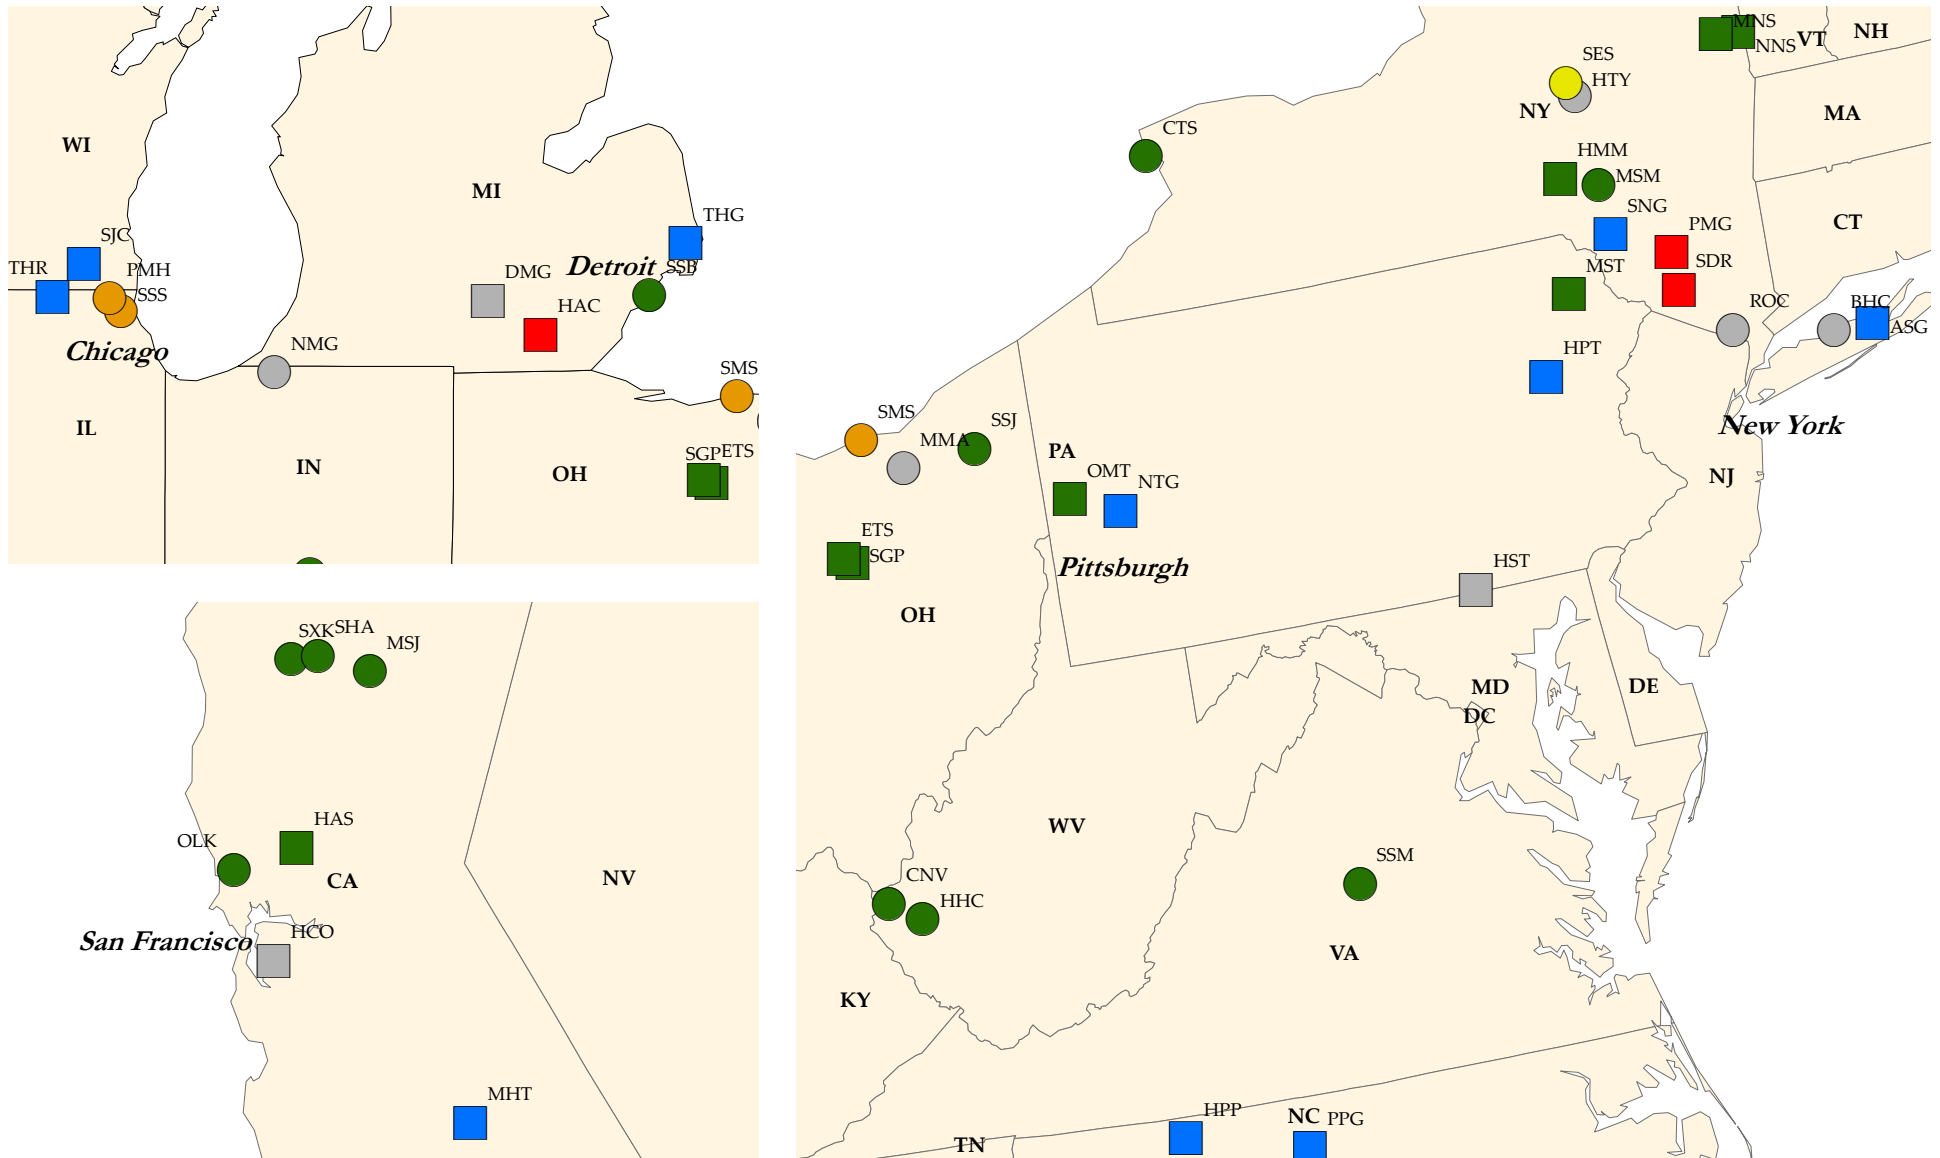 WI
MI
SJC
THR
PMH
SSS
Chicago
THG
Detroit
SSB
DMG
HAC
NMG
SMS
IL
IN
OH
SGP
ETS
SXK
SHA
MSJ
HAS
OLK
CA
NV
San Francisco
HCO
MHT
MNS
NNS
VT
NH
SES
HTY
NY
MA
CTS
HMM
MSM
SNG
PMG
CT
MST
SDR
ROC
BHC
ASG
HPT
New York
NJ
SMS
MMA
SSJ
PA
OMT
NTG
Pittsburgh
ETS
SGP
OH
HST
MD
DC
DE
WV
SSM
CNV
HHC
VA
KY
HPP
NC
PPG
TN